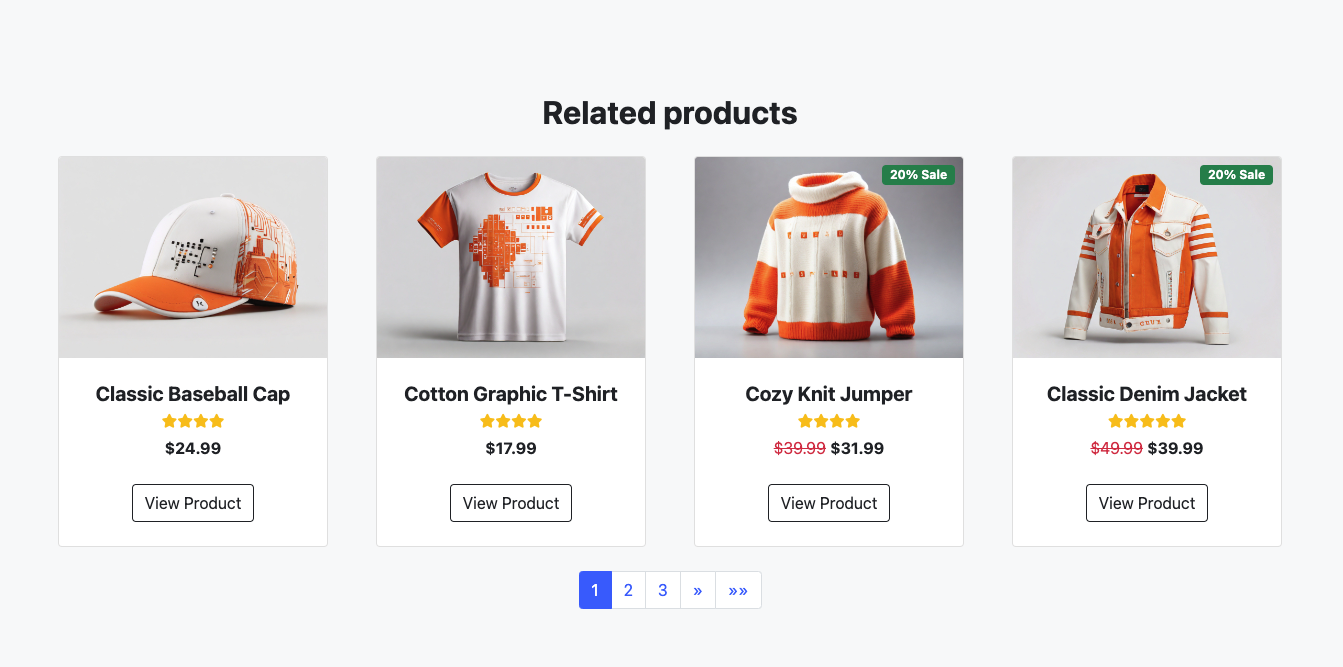 Related products
20% Sale
20% Sale
Classic Baseball Cap
Cotton Graphic T-Shirt
Cozy Knit Jumper
Classic Denim Jacket
$24.99
$17.99
$39.99 $31.99
$49.99 $39.99
View Product
View Product
View Product
View Product
1 2 3 » »»